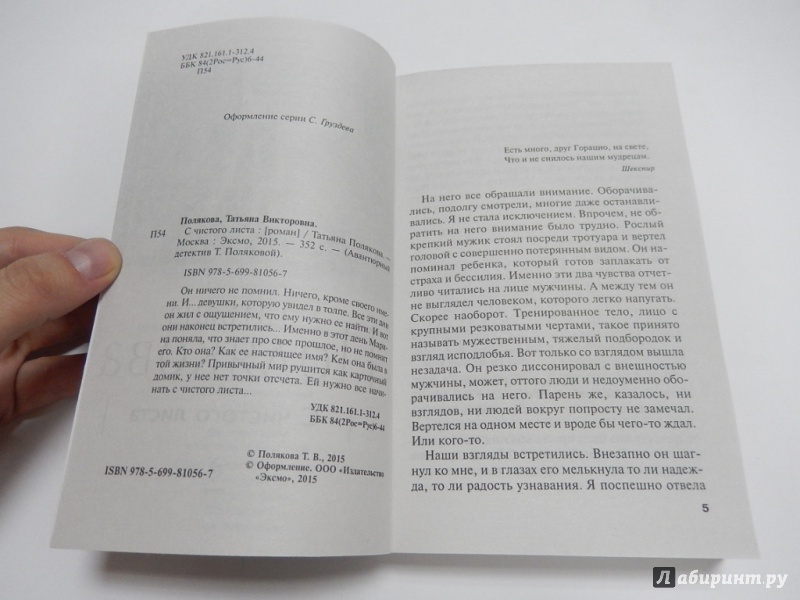 УДК 821.161.1-312.4
ББК 84(2Рос=Рус)6-44
П54
Оформление серии С. Груздева
Полякова, Татьяна Викторовна.
П54 С чистого листа : [роман] / Татьяна Полякова. —
Москва : Эксмо, 2015. — 352 с. — (Авантюрный
детектив Т. Поляковой).
ISBN 978-5-699-81056-7
Он ничего не помнил. Ничего, кроме своего име-
ни. И... девушки, которую увидел в толпе. Все эти дни
он жил с ощущением, что ему нужно ее найти. И вот
они наконец встретились... Именно в этот день Мари-
на поняла, что знает про свое прошлое, но не помнит
его. Кто она? Как ее настоящее имя? Кем она была в
той жизни? Привычный мир рушится как карточный
домик, у нее нет точки отсчета. Ей нужно все начи-
нать с чистого листа...
УДК 821.161.1-312.4
ББК 84(2Рос=Рус)6-44
© Полякова Т. В., 2015
© Оформление. ООО «Издательство
«Эксмо», 2015
ISBN 978-5-699-81056-7
Есть много, друг Горацио, на свете,
Что и не снилось нашим мудрецам.
Шекспир
На него все обращали внимание. Оборачива-
лись, подолгу смотрели, многие даже останавли-
вались. Я не стала исключением. Впрочем, не об-
ратить на него внимание было трудно. Рослый
крепкий мужик стоял посреди тротуара и вертел
головой с совершенно потерянным видом. Он на-
поминал ребенка, который готов заплакать от
страха и бессилия. Именно эти два чувства отчет-
ливо читались на лице мужчины. А между тем он
не выглядел человеком, которого легко напугать.
Скорее наоборот. Тренированное тело, лицо с
крупными резковатыми чертами, такое принято
называть мужественным, тяжелый подбородок и
взгляд исподлобья. Вот только со взглядом вышла
незадача. Он резко диссонировал с внешностью
мужчины, может, оттого люди и недоуменно обо-
рачивались на него. Парень же, казалось, ни
взглядов, ни людей вокруг попросту не замечал.
Вертелся на одном месте и вроде бы чего-то ждал.
Или кого-то.
Наши взгляды встретились. Внезапно он шаг-
нул ко мне, и в глазах его мелькнула то ли надеж-
да, то ли радость узнавания. Я поспешно отвела
5
Лабиринт.ру